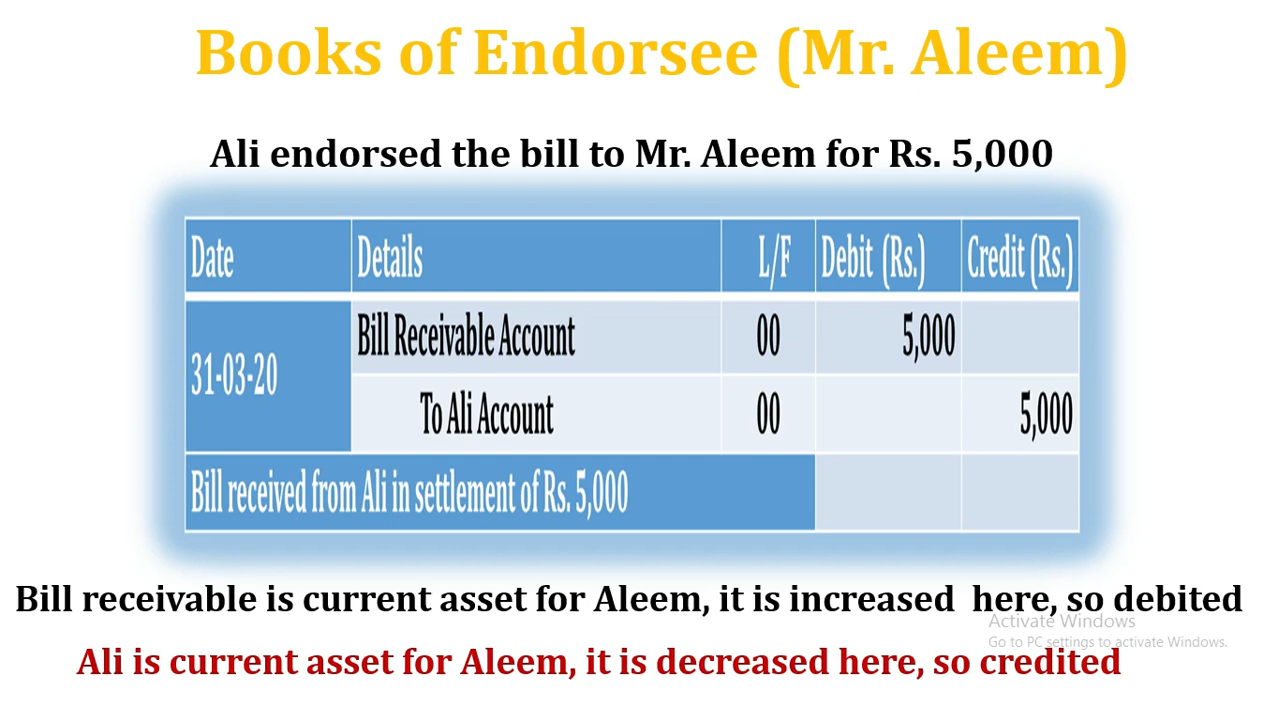 Books of Endorsee (Mr. Aleem)
Ali endorsed the bill to Mr. Aleem for Rs. 5,000
Date Details L/F Debit (Rs.) Credit (Rs.)
31-03-20
Bill Receivable Account 00 5,000
To Ali Account 00 5,000
Bill received from Ali in settlement of Rs. 5,000
Bill receivable is current asset for Aleem, it is increased here, so debited
Activate Windows
Go to PC settings to activate Windows.
Ali is current asset for Aleem, it is decreased here, so credited